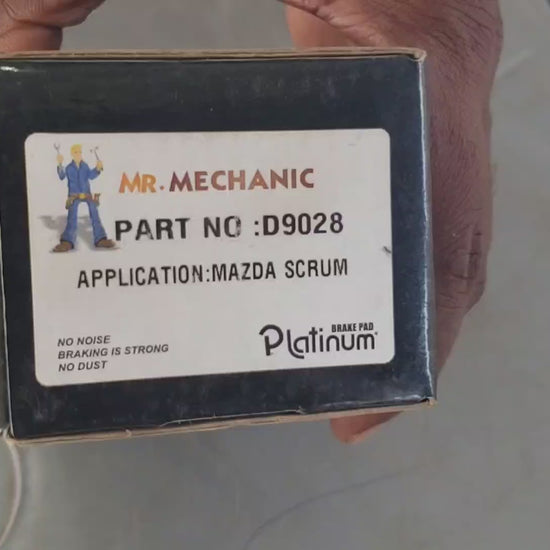 MR. MECHANIC
PART NO :D9028
APPLICATION:MAZDA SCRUM
NO NOISE
BRAKING IS STRONG
NO DUST
BRAKE PAD
Platinum